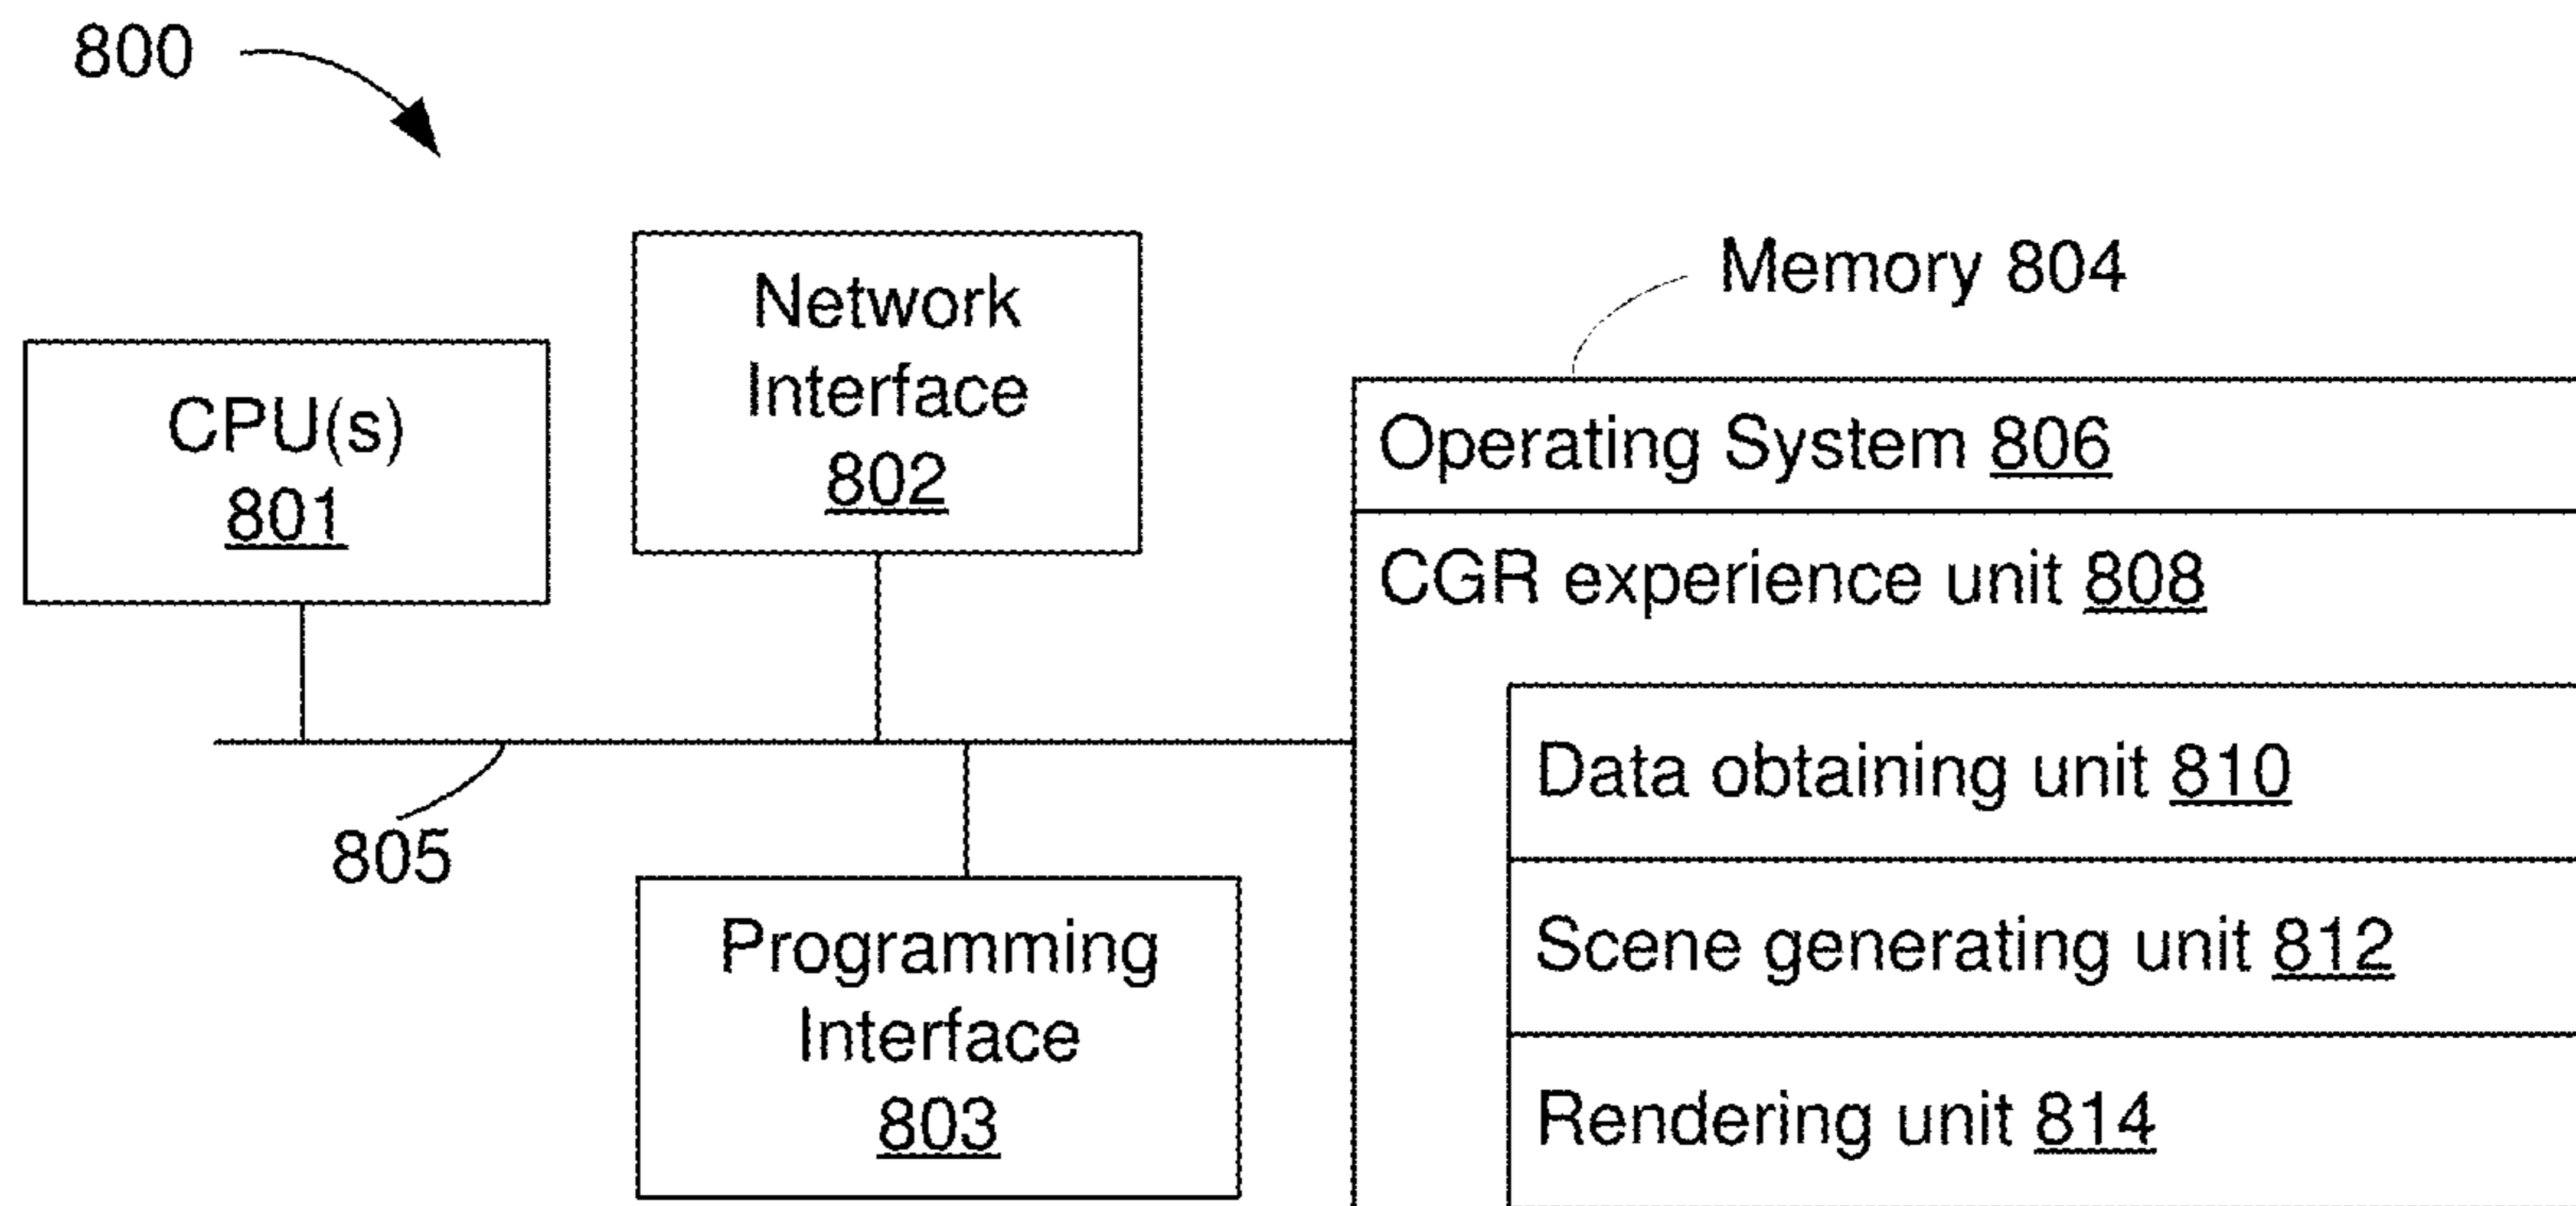 800
Network
Interface
802
Memory 804
CPU(s)
801
Operating System 806
CGR experience unit 808
Data obtaining unit 810
805
Scene generating unit 812
Programming
Interface
803
Rendering unit 814